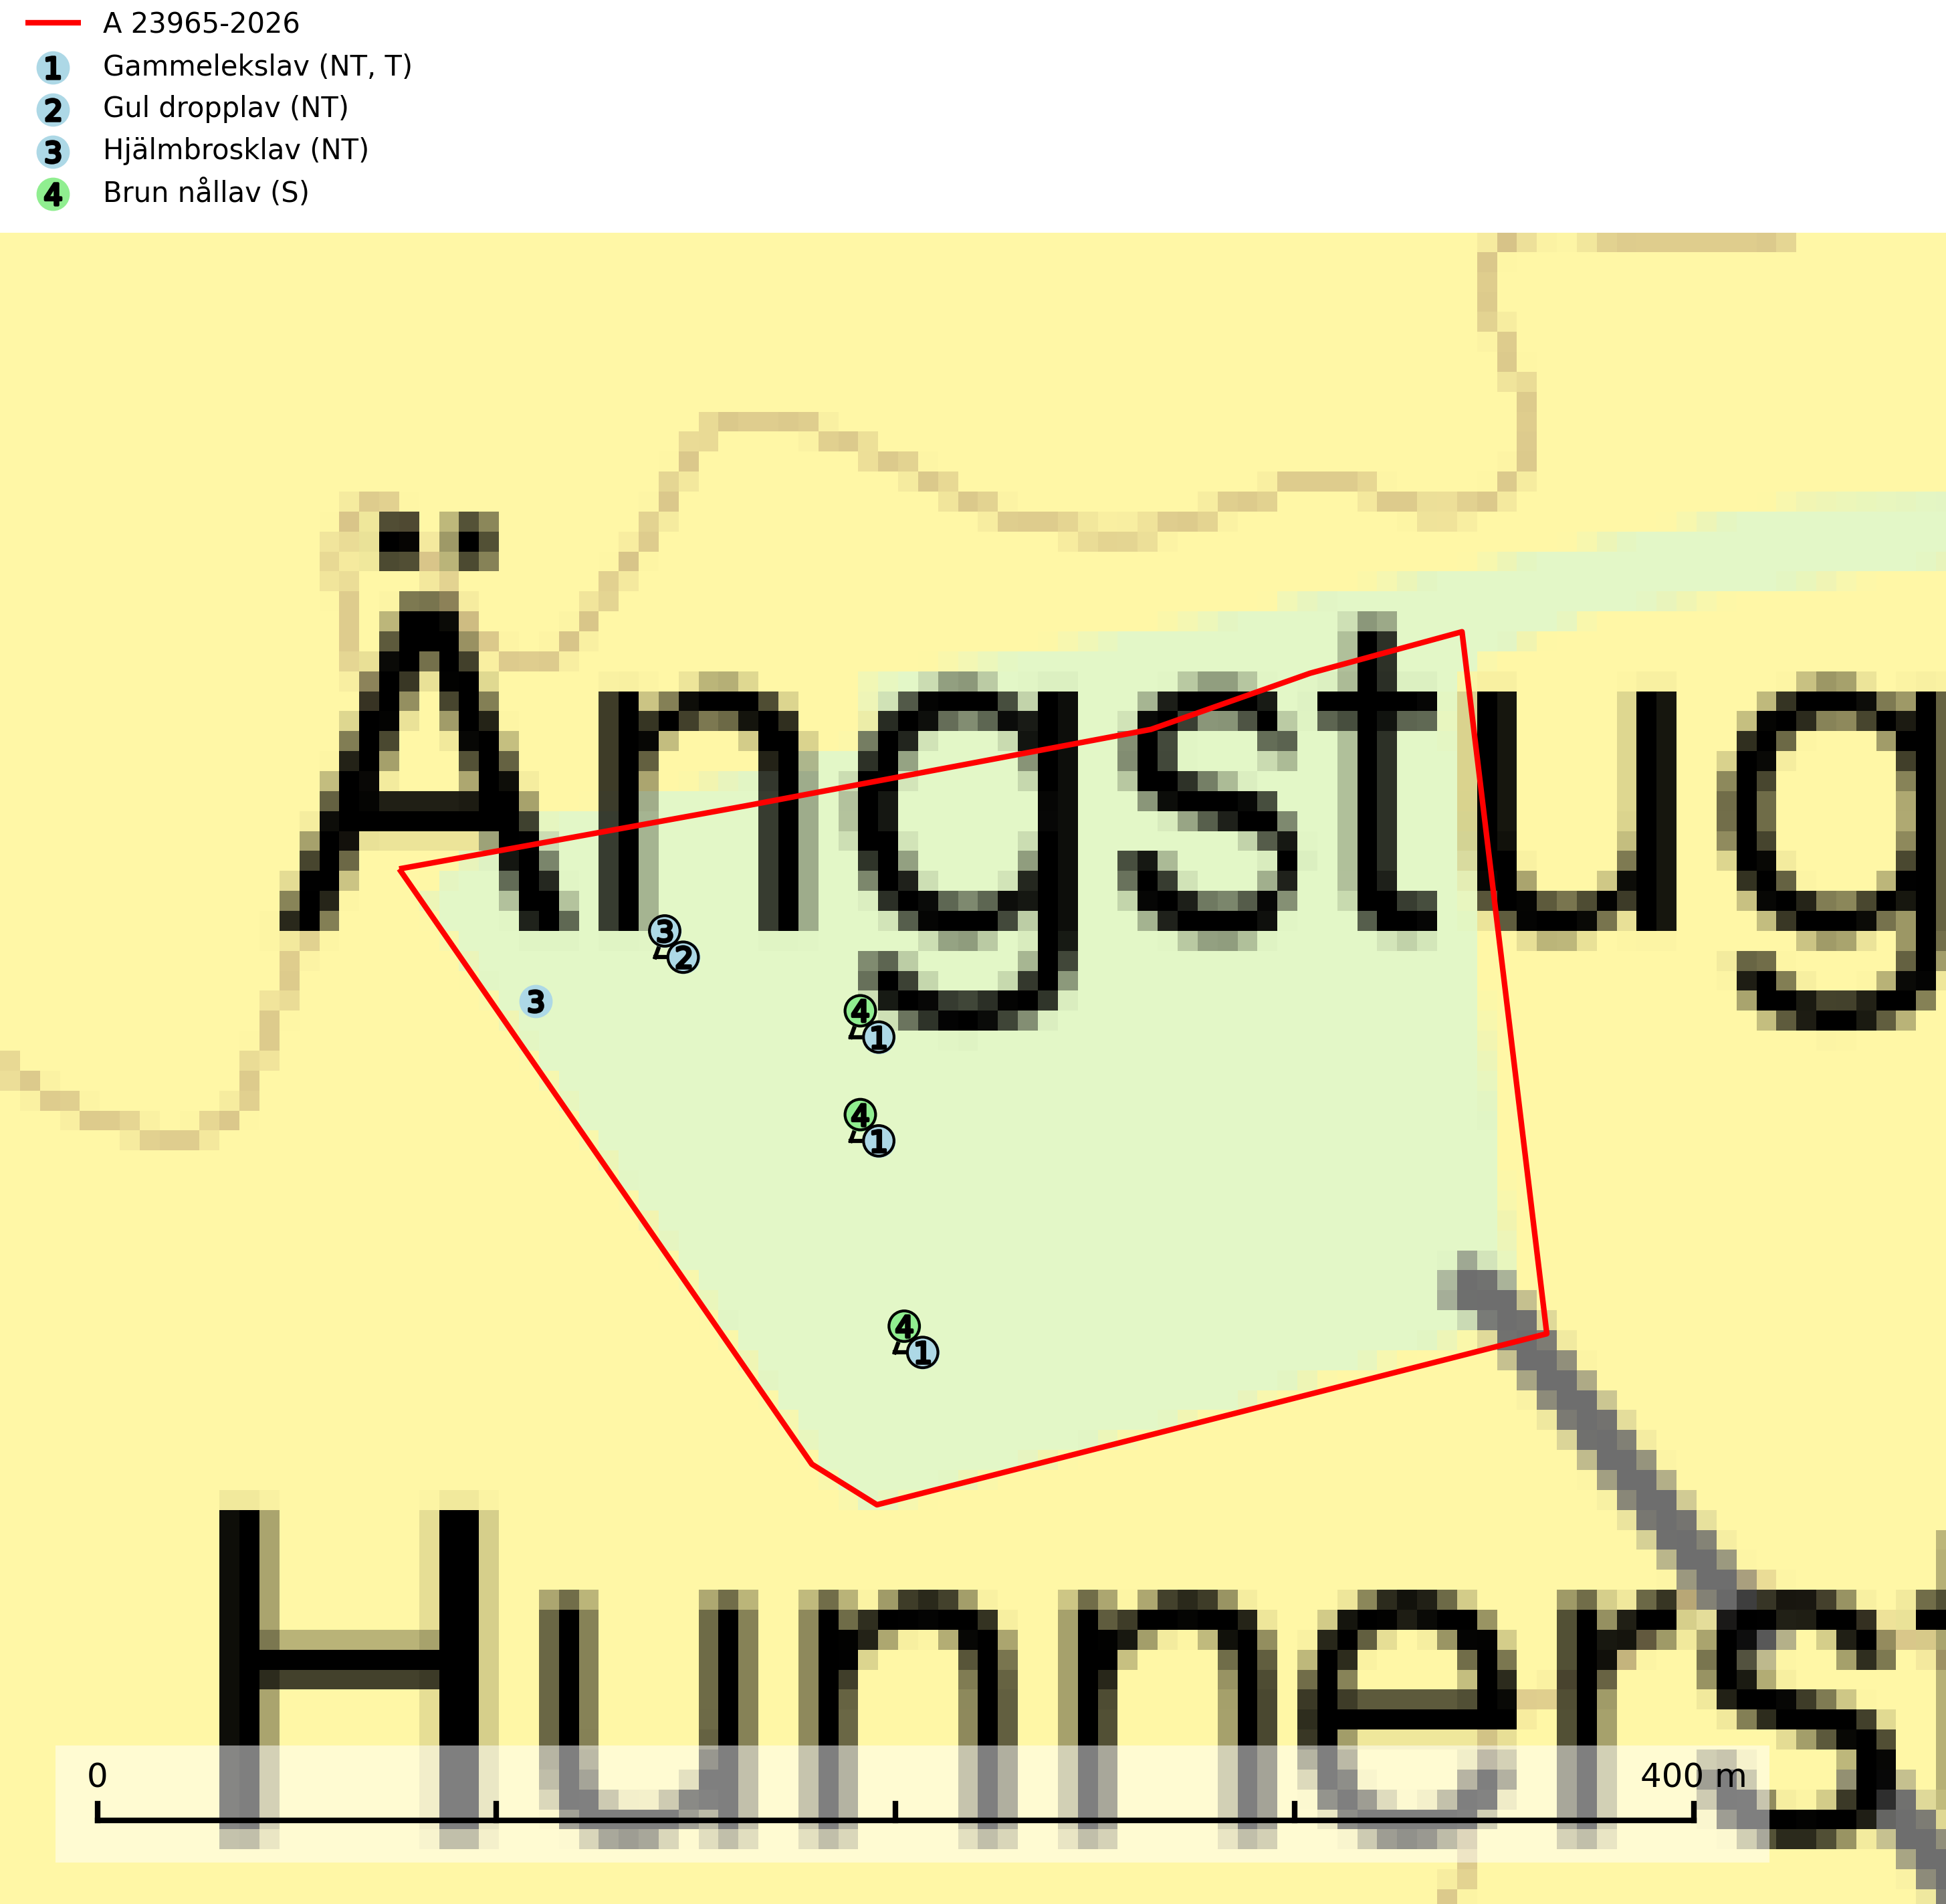 A 23965-2026
1 Gammelekslav (NT, T)
2 Gul dropplav (NT)
3 Hjälmbrosklav (NT)
4 Brun nållav (S)
Ängstug
3
2
3
4
1
4
1
4
1
Hunners
0 400 m